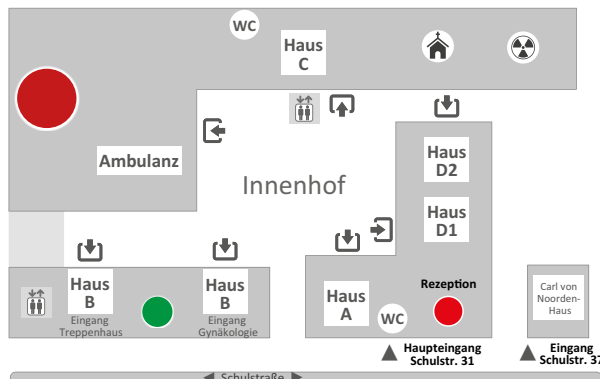 WC
Haus
C
Ambulanz
Haus
D2
Innenhof
Haus
D1
Haus
B
Eingang
Treppenhaus
Haus
B
Eingang
Gynäkologie
Haus
A
WC
Rezeption
Carl von
Noorden-
Haus
Haupteingang
Schulstr. 31
Eingang
Schulstr. 37
Schulstraße